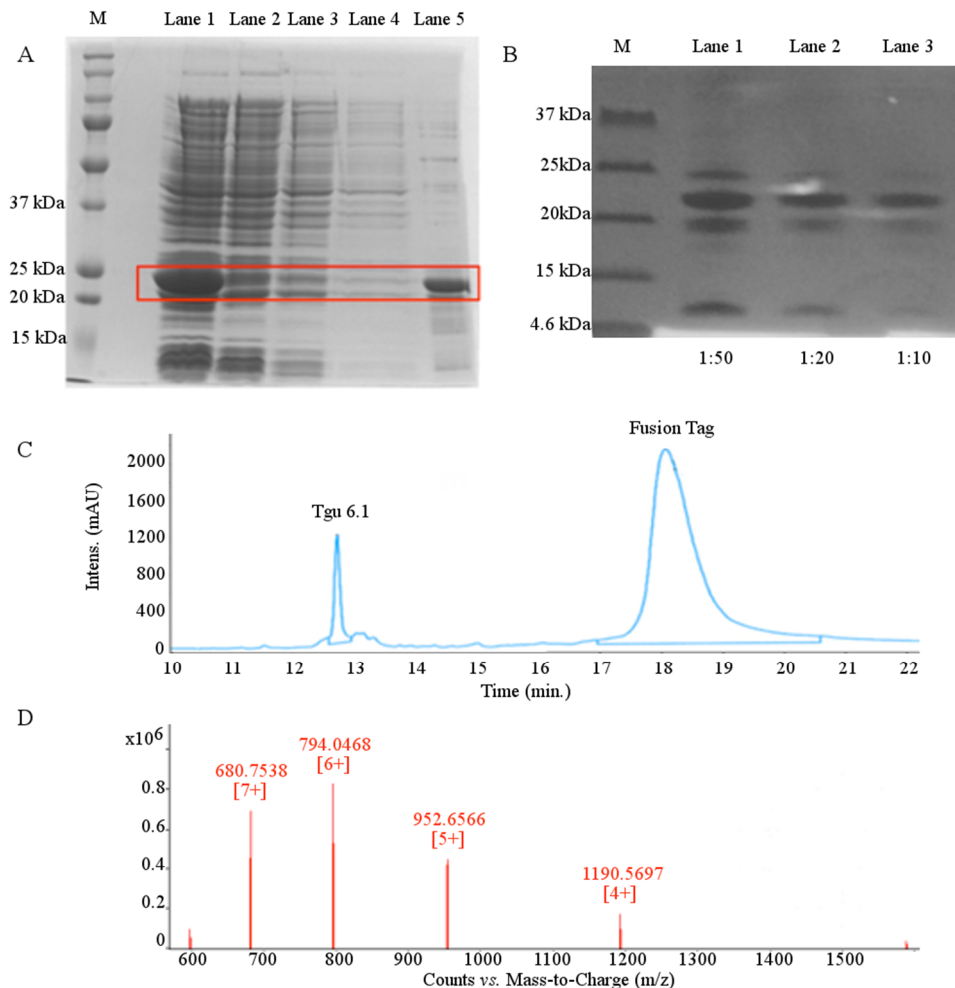 A
M Lane 1 Lane 2 Lane 3 Lane 4 Lane 5
37 kDa
25 kDa
20 kDa
15 kDa
B
M Lane 1 Lane 2 Lane 3
37 kDa
25kDa
20kDa
15 kDa
4.6 kDa
1:50 1:20 1:10
C
Fusion Tag
Tgu 6.1
Intens. (mAU)
2000
1600
1200
800
400
0
10 11 12 13 14 15 16 17 18 19 20 21 22
Time (min.)
D
x10⁶
0.8
0.6
0.4
0.2
0
680.7538
[7+]
794.0468
[6+]
952.6566
[5+]
1190.5697
[4+]
600 700 800 900 1000 1100 1200 1300 1400 1500
Counts vs. Mass-to-Charge (m/z)